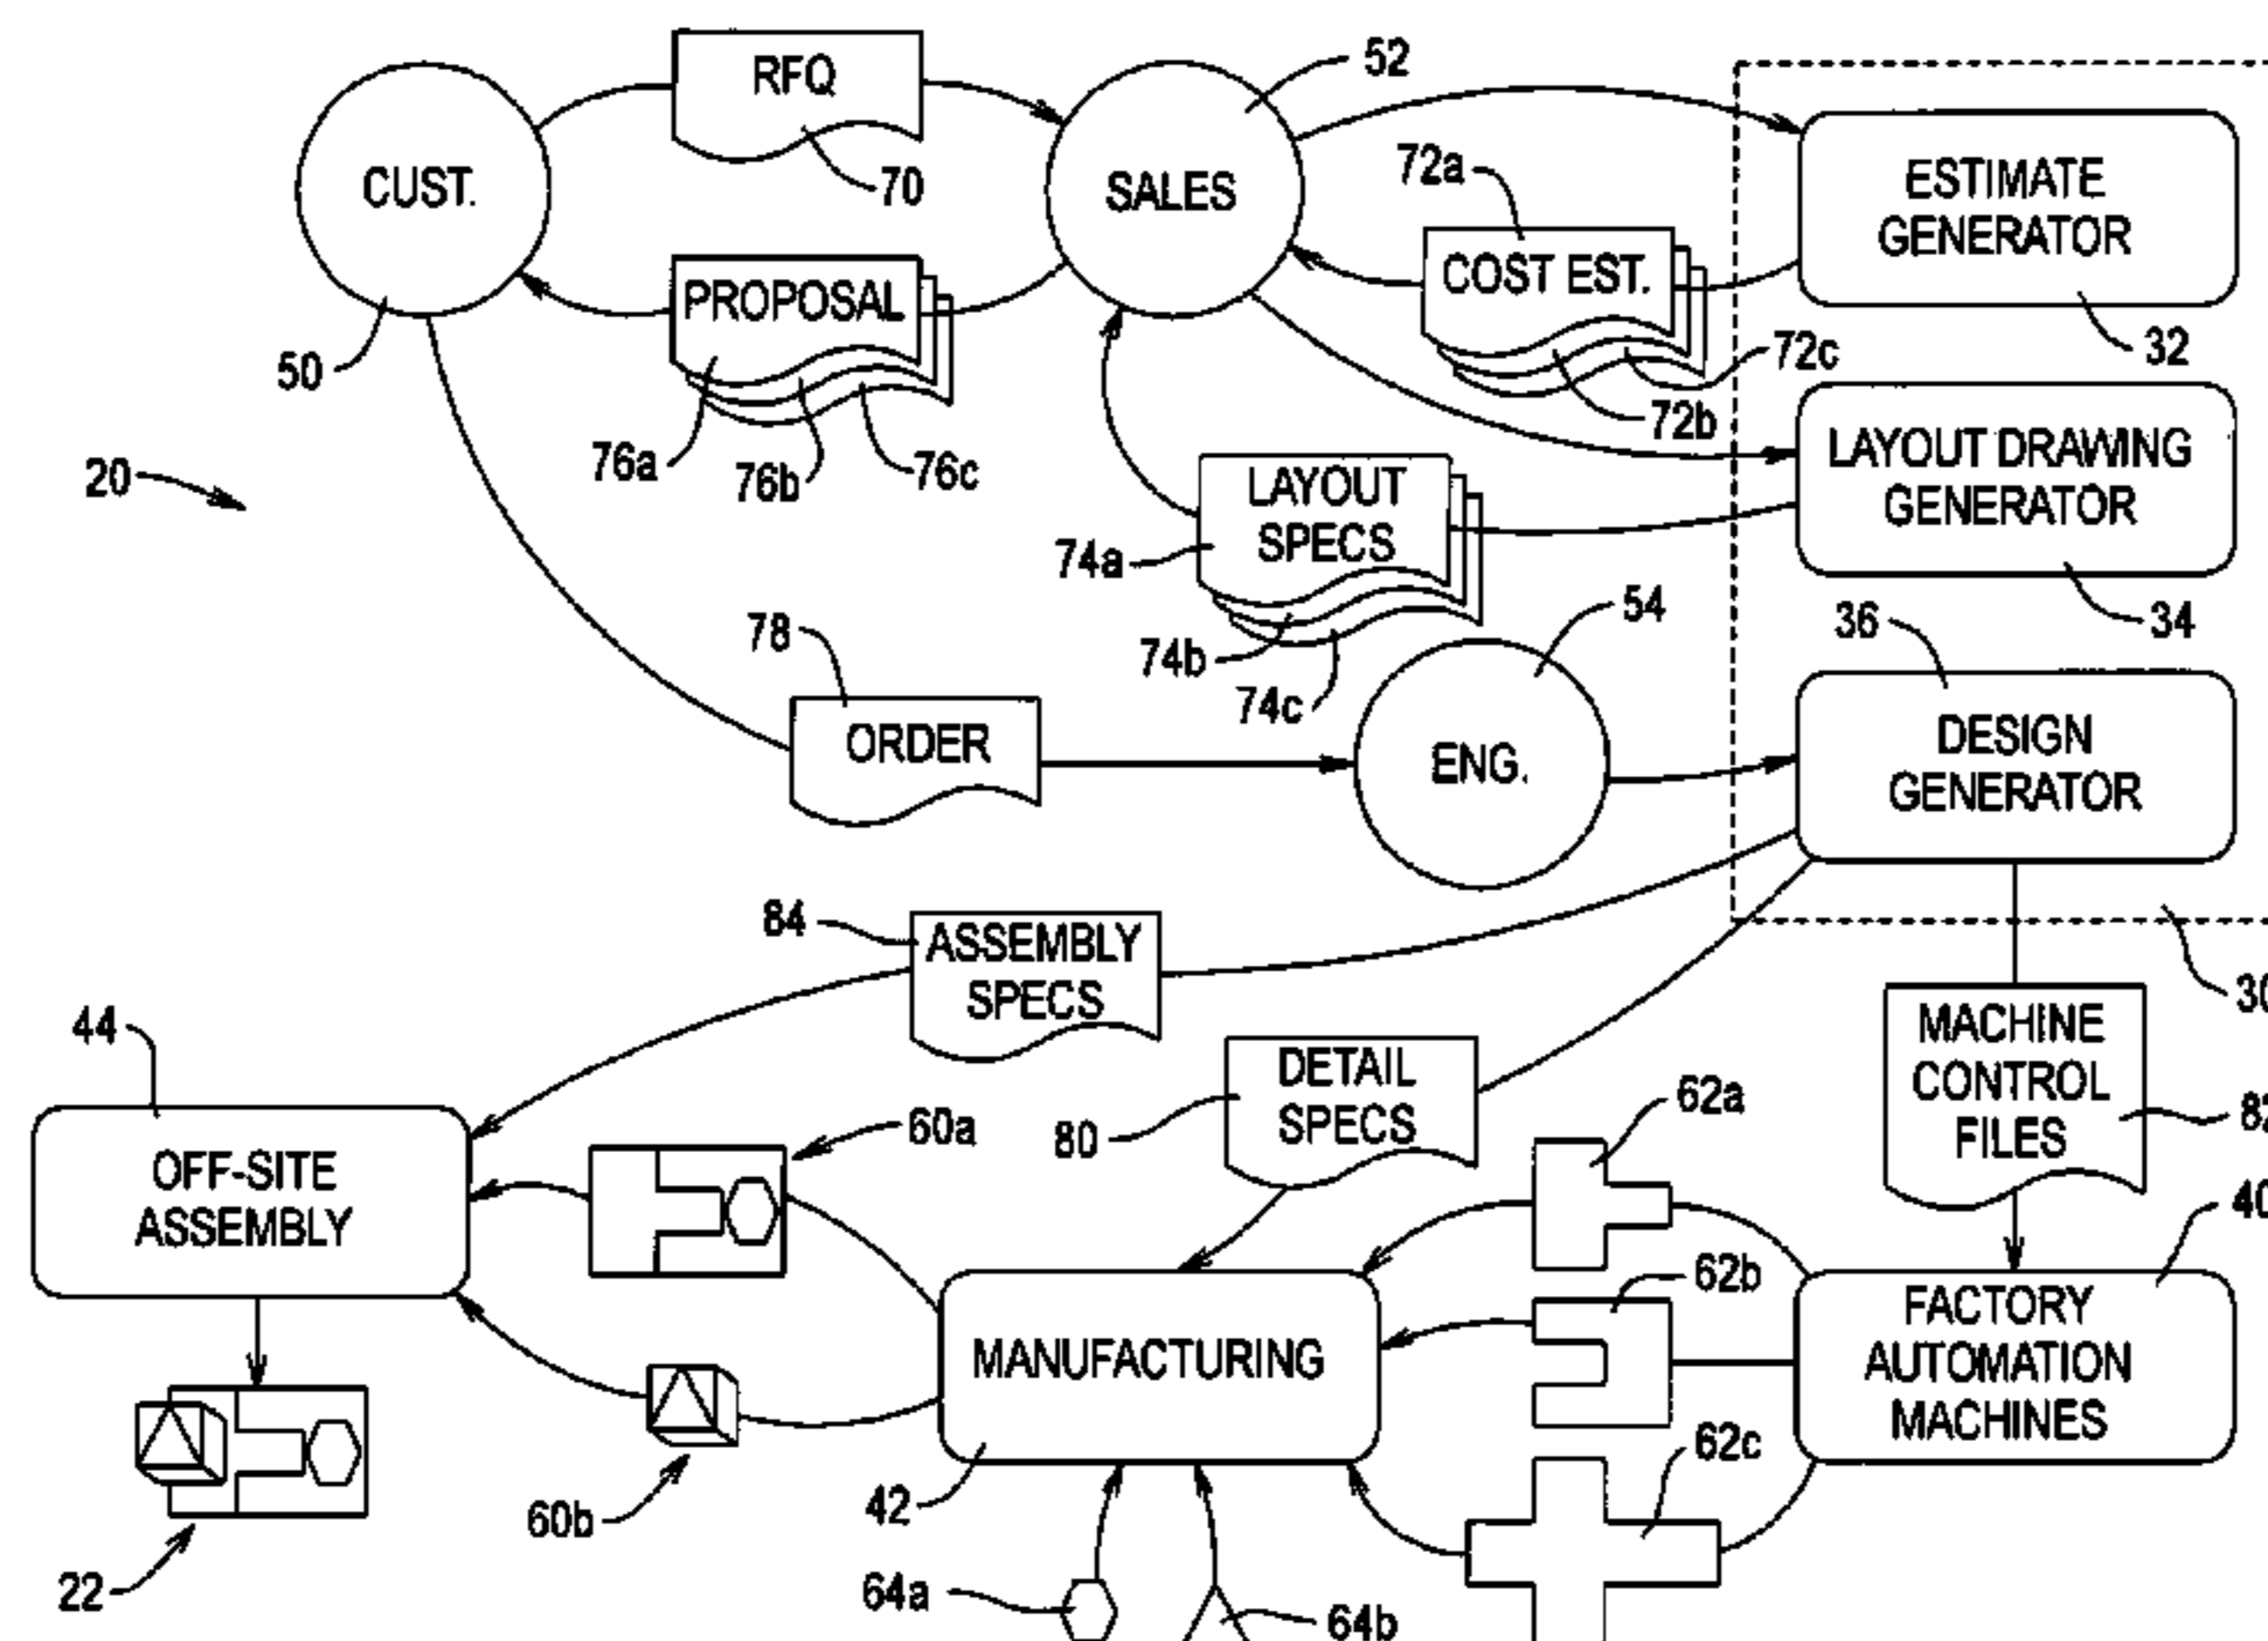 RFQ
52
CUST.
70
SALES
72a
ESTIMATE
GENERATOR
COST EST.
PROPOSAL
50
32
72c
72b
76a
76b
76c
20
LAYOUT DRAWING
GENERATOR
LAYOUT
SPECS
74a
54
36
34
78
74b
74c
ORDER
ENG.
DESIGN
GENERATOR
84
ASSEMBLY
SPECS
30
44
MACHINE
CONTROL
FILES
DETAIL
SPECS
62a
60a
80
82
OFF-SITE
ASSEMBLY
40
62b
FACTORY
AUTOMATION
MACHINES
MANUFACTURING
62c
42
60b
22
64a
64b